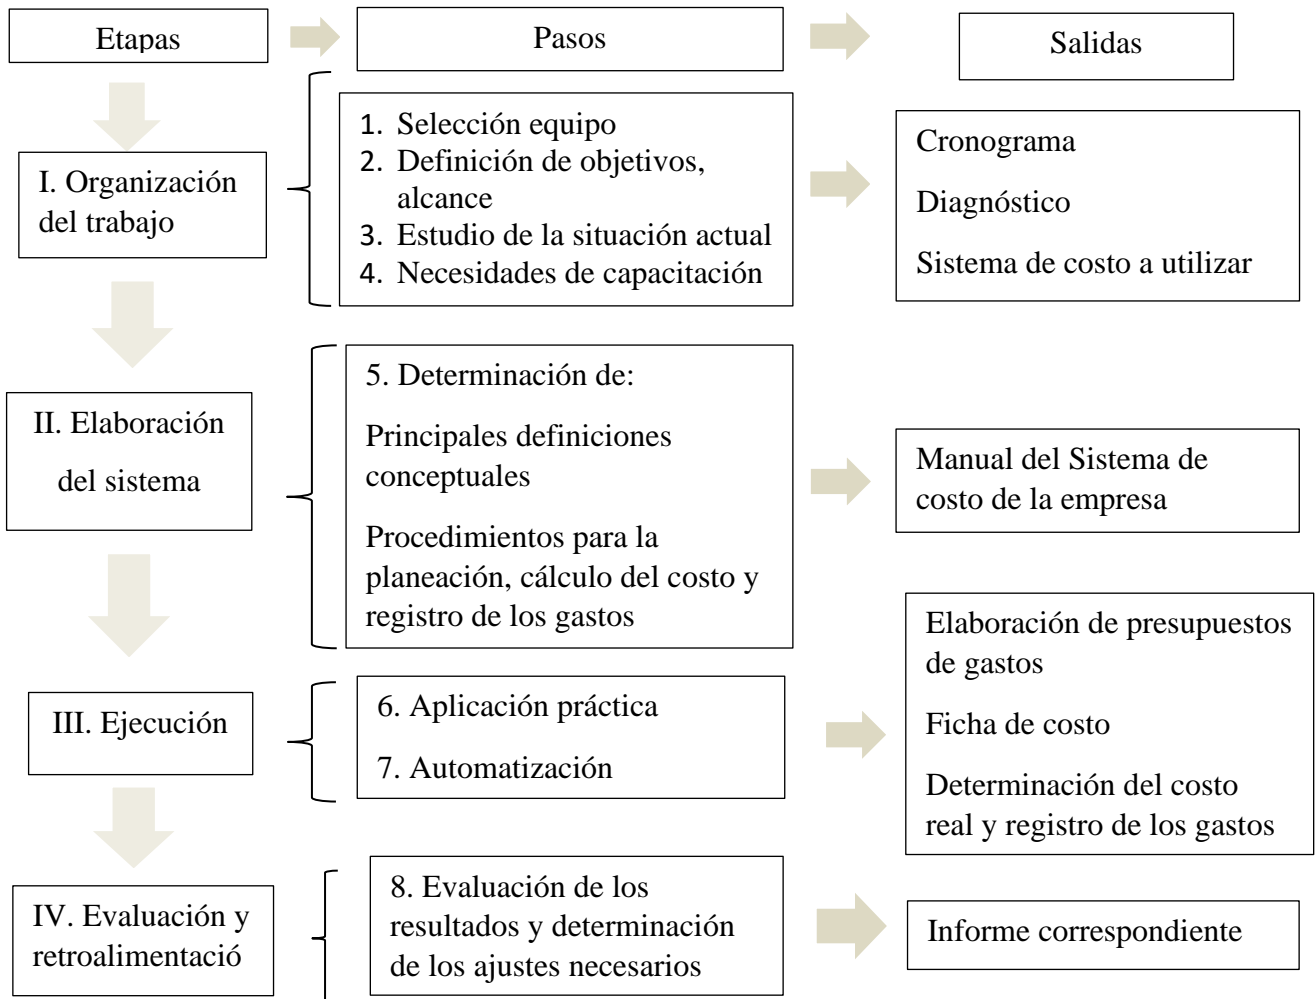 Etapas
Pasos
Salidas
I. Organización
del trabajo
1. Selección equipo
2. Definición de objetivos,
alcance
3. Estudio de la situación actual
4. Necesidades de capacitación
Cronograma
Diagnóstico
Sistema de costo a utilizar
II. Elaboración
del sistema
5. Determinación de:
Principales definiciones
conceptuales
Procedimientos para la
planeación, cálculo del costo y
registro de los gastos
Manual del Sistema de
costo de la empresa
III. Ejecución
6. Aplicación práctica
7. Automatización
Elaboración de presupuestos
de gastos
Ficha de costo
Determinación del costo
real y registro de los gastos
IV. Evaluación y
retroalimentació
8. Evaluación de los
resultados y determinación
de los ajustes necesarios
Informe correspondiente